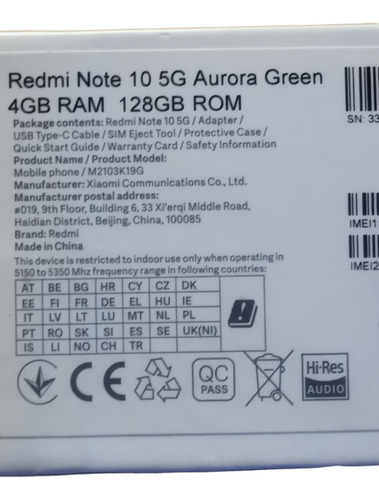 Redmi Note 10 5G Aurora Green
4GB RAM 128GB ROM
Package contents: Redmi Note 10 5G / Adapter /
USB Type-C Cable / SIM Eject Tool / Protective Case /
Quick Start Guide / Warranty Card / Safety Information
Product Name / Product Model:
Mobile phone / M2103K19G
Manufacturer: Xiaomi Communications Co., Ltd.
Manufacturer postal address:
#019, 9th Floor, Building 6, 33 Xi'erqi Middle Road,
Haidian District, Beijing, China, 100085
Brand: Redmi
Made in China
This device is restricted to indoor use only when operating in
5150 to 5350 Mhz frequency range in following countries:
AT BE BG HR CY CZ DK
EE FI FR DE EL HU IE
IT LV LT LU MT NL PL
PT RO SK SI ES SE UK(NI)
IS LI NO CH TR
SN: 33
IMEI1
IMEI2
CE
QC
PASS
Hi-Res
AUDIO